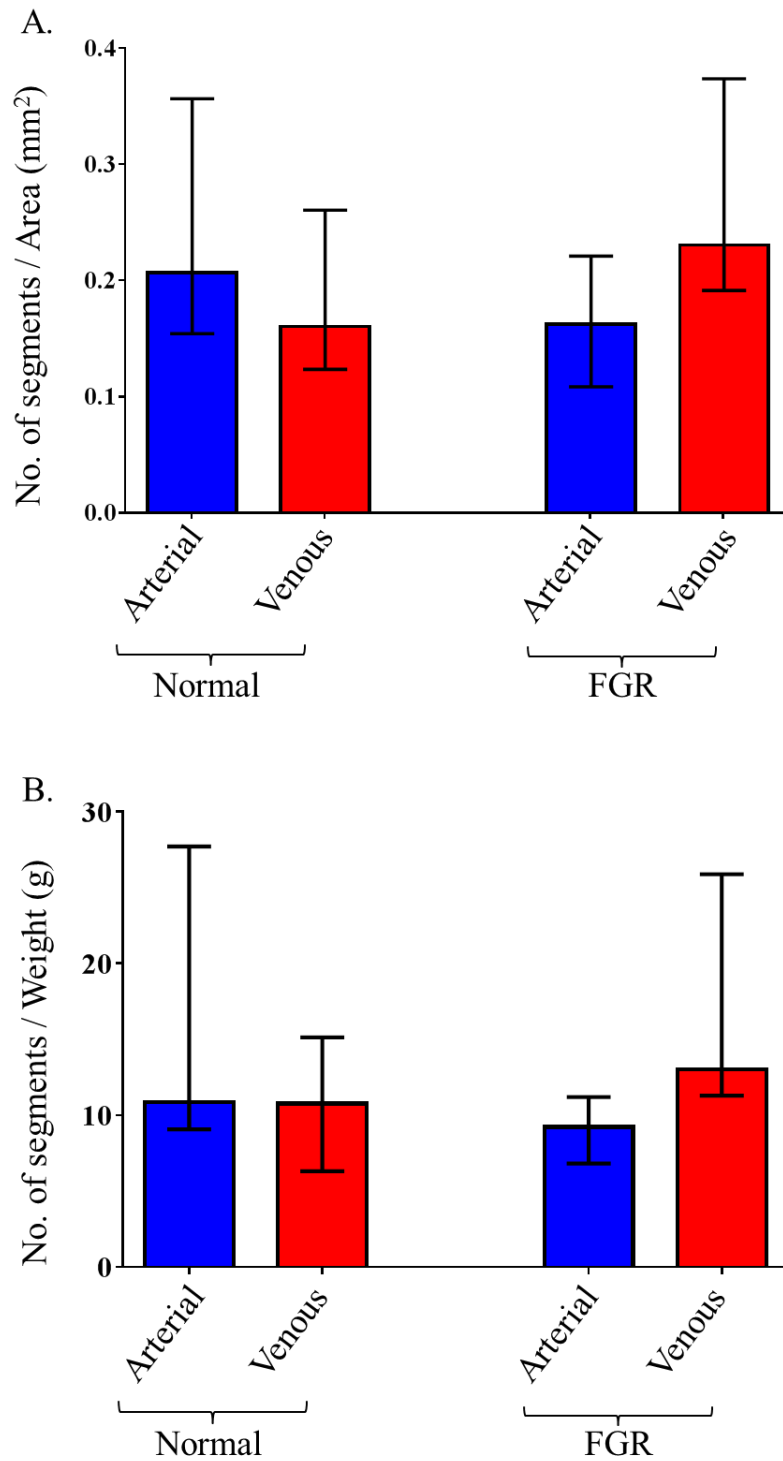 A.
No. of segments / Area (mm²)
0.4
0.3
0.2
0.1
0.0
Arterial
Venous
Arterial
Venous
Normal
FGR
B.
No. of segments / Weight (g)
30
20
10
0
Arterial
Venous
Arterial
Venous
Normal
FGR